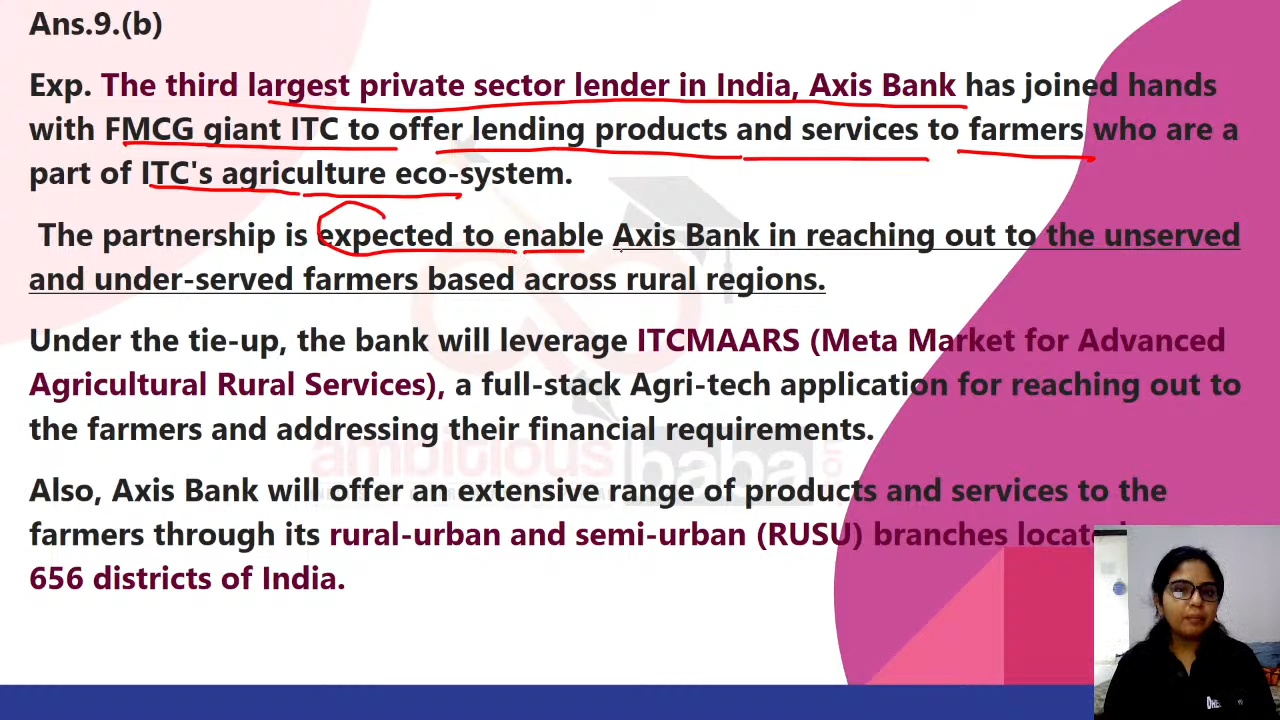 Ans.9.(b)
Exp. The third largest private sector lender in India, Axis Bank has joined hands
with FMCG giant ITC to offer lending products and services to farmers who are a
part of ITC's agriculture eco-system.
The partnership is expected to enable Axis Bank in reaching out to the unserved
and under-served farmers based across rural regions.
Under the tie-up, the bank will leverage ITCMAARS (Meta Market for Advanced
Agricultural Rural Services), a full-stack Agri-tech application for reaching out to
the farmers and addressing their financial requirements.
ambitious baba
Also, Axis Bank will offer an extensive range of products and services to the
farmers through its rural-urban and semi-urban (RUSU) branches
656 districts of India.